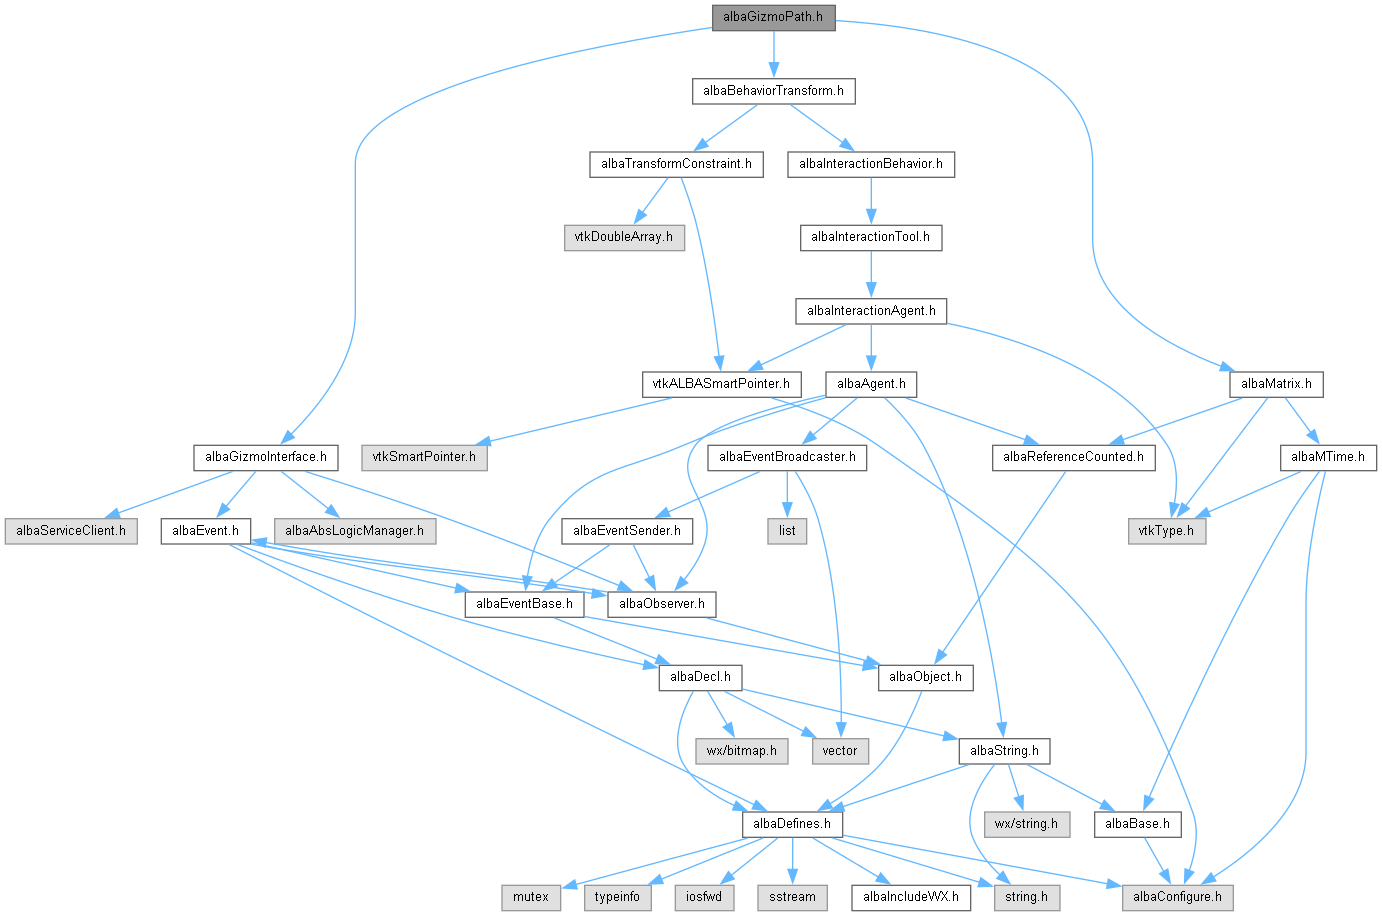 albaGizmoPath.h
albaBehaviorTransform.h
albaTransformConstraint.h
albaInteractionBehavior.h
vtkDoubleArray.h
albaInteractionTool.h
albaInteractionAgent.h
vtkALBASmartPointer.h
albaAgent.h
albaMatrix.h
albaGizmoInterface.h
vtkSmartPointer.h
albaEventBroadcaster.h
albaReferenceCounted.h
albaMTime.h
albaServiceClient.h
albaEvent.h
albaAbsLogicManager.h
albaEventSender.h
list
vtkType.h
albaEventBase.h
albaObserver.h
albaDecl.h
albaObject.h
wx/bitmap.h
vector
albaString.h
albaDefines.h
wx/string.h
albaBase.h
mutex
typeinfo
iosfwd
sstream
albaIncludeWX.h
string.h
albaConfigure.h